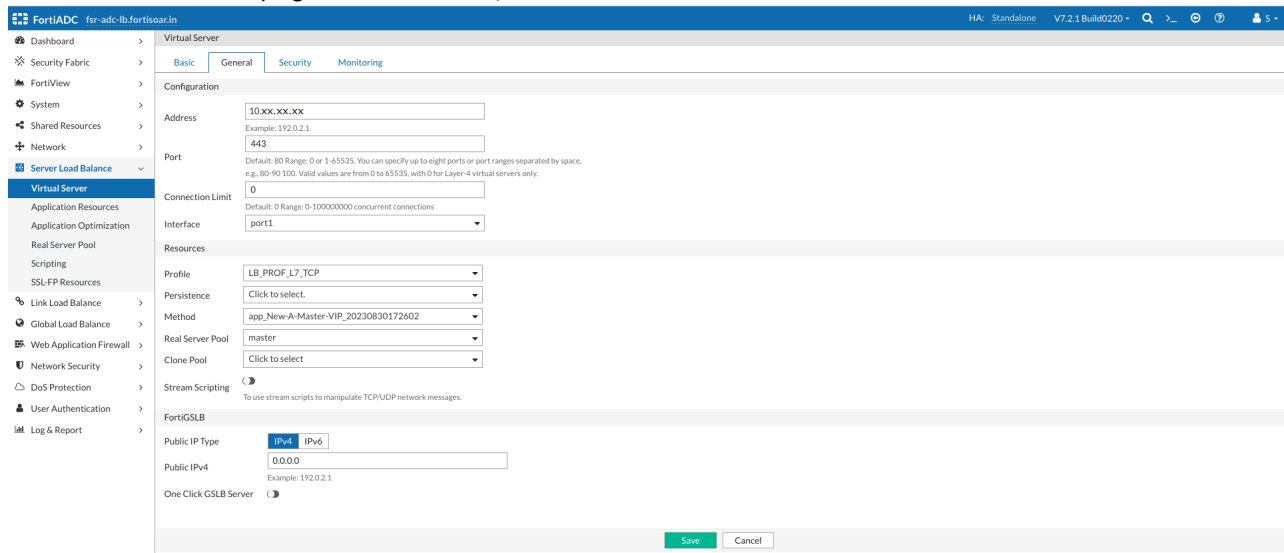 FortiADC fsr-adc-lb.fortisoar.in HA: Standalone V7.2.1 Build0220 >_ ? S
Dashboard >
Security Fabric >
FortiView >
System >
Shared Resources >
Network >
Server Load Balance
Virtual Server
Application Resources
Application Optimization
Real Server Pool
Scripting
SSL-FP Resources
Link Load Balance >
Global Load Balance >
Web Application Firewall >
Network Security >
DoS Protection >
User Authentication >
Log & Report >
Virtual Server
Basic General Security Monitoring
Configuration
Address 10.xx.xx.xx
Example: 192.0.2.1
Port 443
Default: 80 Range: 0 or 1-65535. You can specify up to eight ports or port ranges separated by space,
e.g., 80-90 100. Valid values are from 0 to 65535, with 0 for Layer-4 virtual servers only.
Connection Limit 0
Default: 0 Range: 0-100000000 concurrent connections
Interface port1
Resources
Profile LB_PROF_L7_TCP
Persistence Click to select.
Method app_New-A-Master-VIP_20230830172602
Real Server Pool master
Clone Pool Click to select
Stream Scripting
To use stream scripts to manipulate TCP/UDP network messages.
FortiGSLB
Public IP Type IPv4 IPv6
Public IPv4 0.0.0.0
Example: 192.0.2.1
One Click GSLB Server
Save Cancel